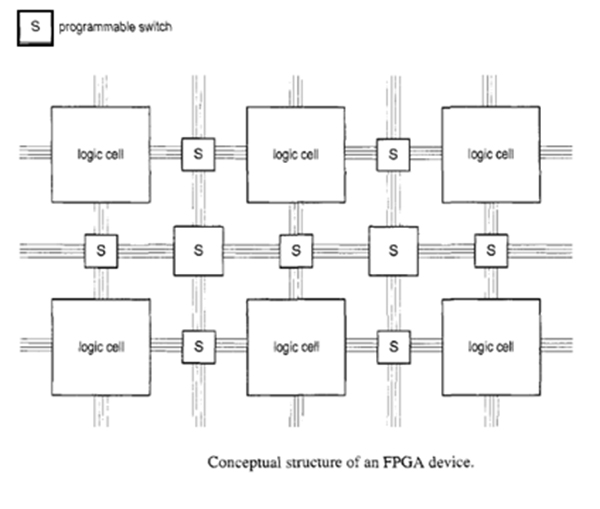 S programmable switch
logic cell S logic cell S logic cell
S S S S S
logic cell S logic cell S logic cell
Conceptual structure of an FPGA device.